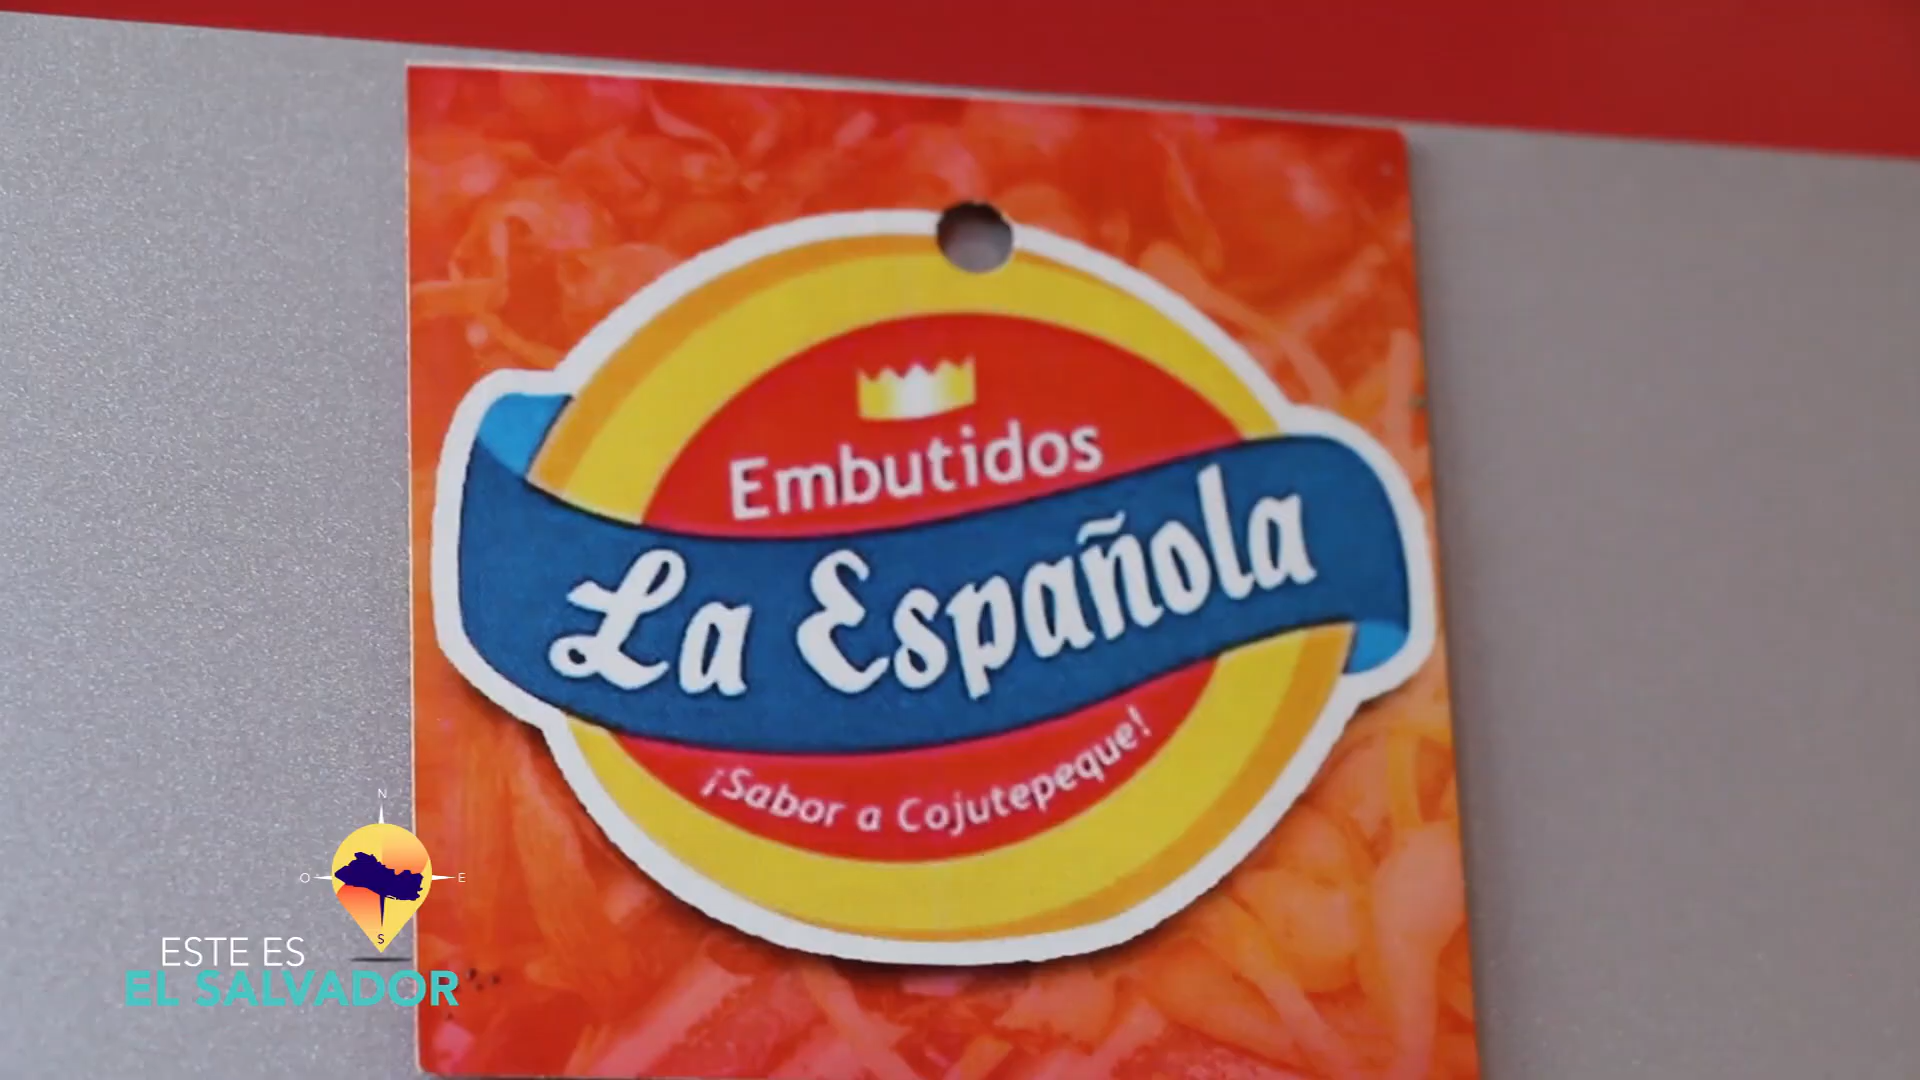 Embutidos
La Española
¡Sabor a Cojutepeque!
N
O
E
S
ESTE ES
EL SALVADOR